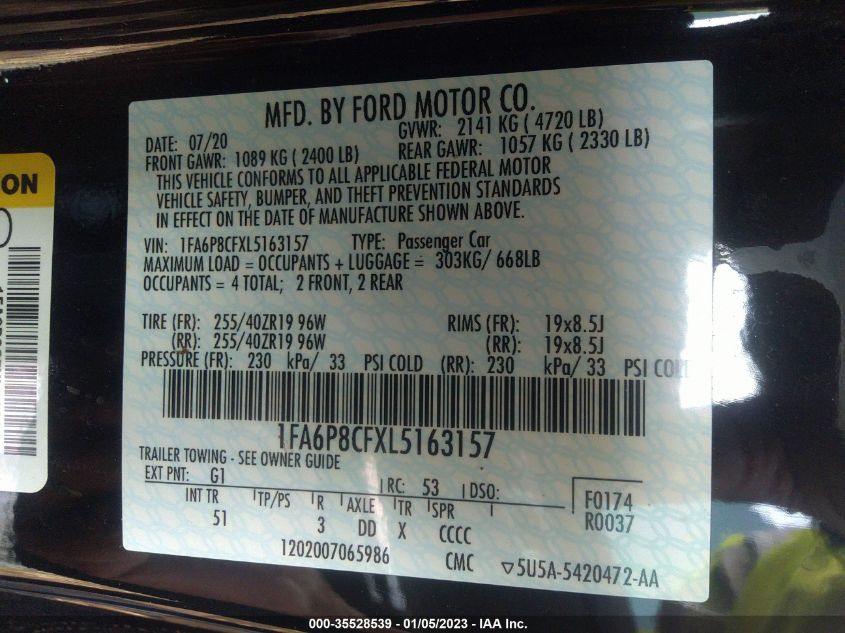 MFD. BY FORD MOTOR CO.
DATE: 07/20 GVWR: 2141 KG ( 4720 LB)
FRONT GAWR: 1089 KG ( 2400 LB) REAR GAWR: 1057 KG ( 2330 LB)
THIS VEHICLE CONFORMS TO ALL APPLICABLE FEDERAL MOTOR
VEHICLE SAFETY, BUMPER, AND THEFT PREVENTION STANDARDS
IN EFFECT ON THE DATE OF MANUFACTURE SHOWN ABOVE.
VIN: 1FA6P8CFXL5163157 TYPE: Passenger Car
MAXIMUM LOAD = OCCUPANTS + LUGGAGE = 303KG/ 668LB
OCCUPANTS = 4 TOTAL; 2 FRONT, 2 REAR
TIRE (FR): 255/40ZR19 96W RIMS (FR): 19x8.5J
(RR): 255/40ZR19 96W (RR): 19x8.5J
PRESSURE (FR): 230 kPa/ 33 PSI COLD (RR): 230 kPa/ 33 PSI COLD
1FA6P8CFXL5163157
TRAILER TOWING - SEE OWNER GUIDE
EXT PNT: G1 RC: 53 DSO:
INT TR TP/PS R AXLE TR SPR
51 3 DD X CCCC
F0174
R0037
1202007065986 CMC ▽5U5A-5420472-AA
ON
000-35528539 — 01/05/2023 - IAA Inc.